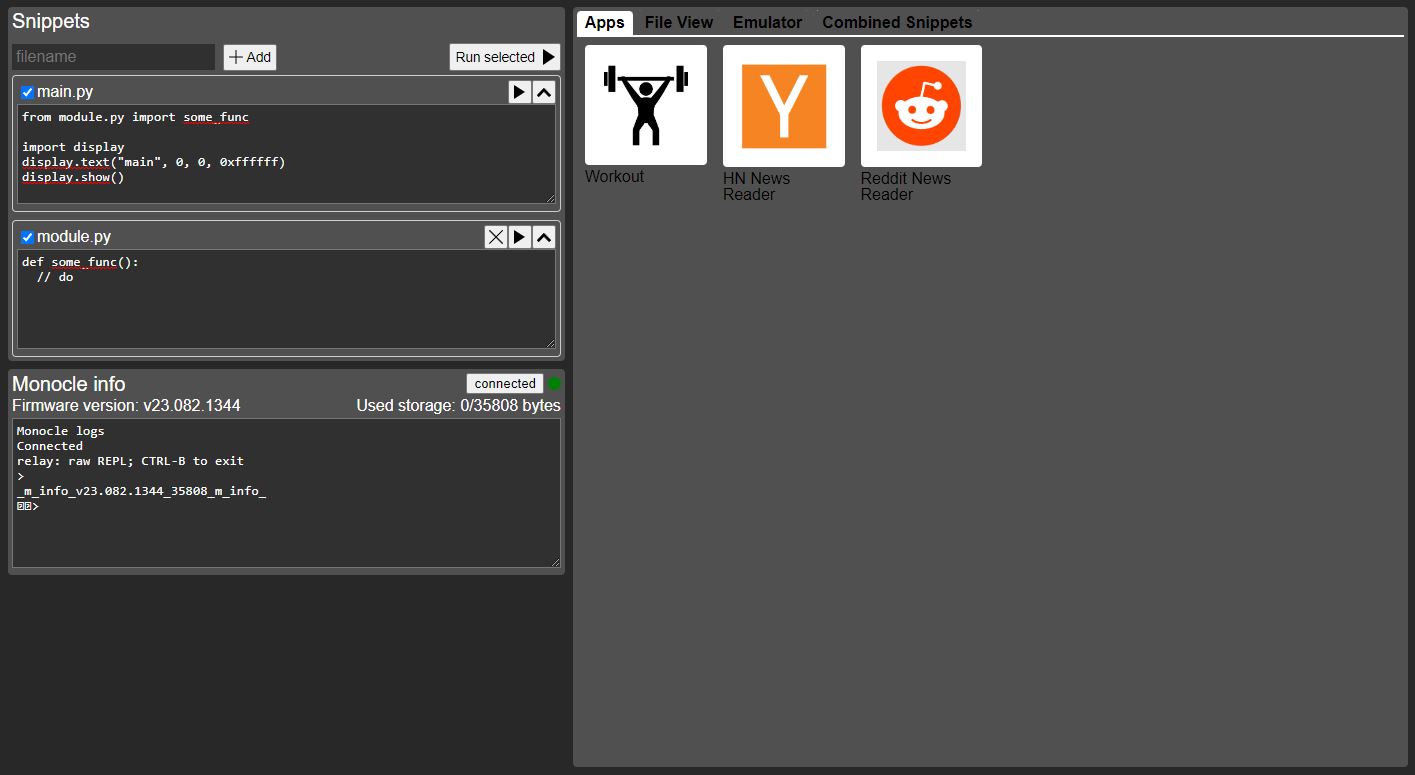 Snippets
filename
Add
Run selected
main.py
from module.py import some_func
import display
display.text("main", 0, 0, 0xffffff)
display.show()
module.py
def some_func():
// do
Monocle info
connected
Firmware version: v23.082.1344
Used storage: 0/35808 bytes
Monocle logs
Connected
relay: raw REPL; CTRL-B to exit
>
_m_info_v23.082.1344_35808_m_info_
>
Apps File View Emulator Combined Snippets
Y
Workout
HN News
Reader
Reddit News
Reader